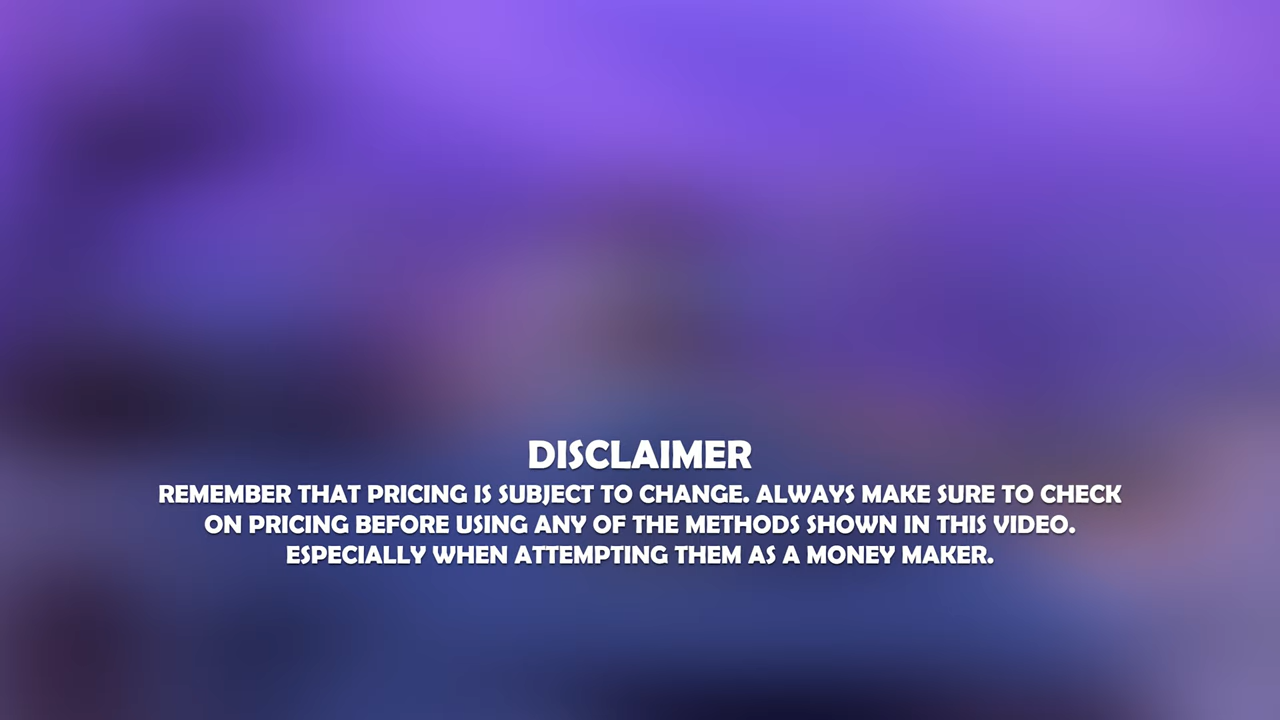 DISCLAIMER
REMEMBER THAT PRICING IS SUBJECT TO CHANGE. ALWAYS MAKE SURE TO CHECK
ON PRICING BEFORE USING ANY OF THE METHODS SHOWN IN THIS VIDEO.
ESPECIALLY WHEN ATTEMPTING THEM AS A MONEY MAKER.